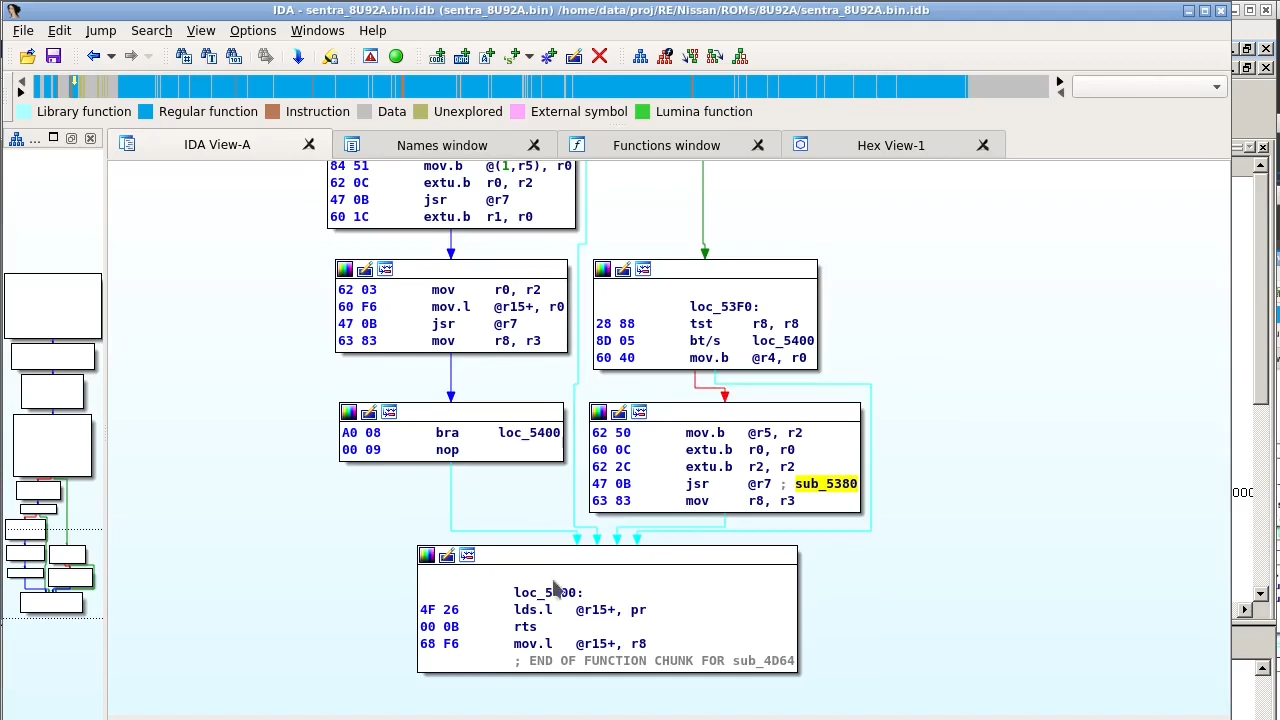 IDA - sentra_8U92A.bin.idb (sentra_8U92A.bin) /home/data/proj/RE/Nissan/ROMs/8U92A/sentra_8U92A.bin.idb
File Edit Jump Search View Options Windows Help
Library function Regular function Instruction Data Unexplored External symbol Lumina function
... IDA View-A Names window Functions window Hex View-1
84 51 mov.b @(1,r5), r0
62 0C extu.b r0, r2
47 0B jsr @r7
60 1C extu.b r1, r0
62 03 mov r0, r2
60 F6 mov.l @r15+, r0
47 0B jsr @r7
63 83 mov r8, r3
loc_53F0:
28 88 tst r8, r8
8D 05 bt/s loc_5400
60 40 mov.b @r4, r0
A0 08 bra loc_5400
00 09 nop
62 50 mov.b @r5, r2
60 0C extu.b r0, r0
62 2C extu.b r2, r2
47 0B jsr @r7 ; sub_5380
63 83 mov r8, r3
loc_5400:
4F 26 lds.l @r15+, pr
00 0B rts
68 F6 mov.l @r15+, r8
; END OF FUNCTION CHUNK FOR sub_4D64